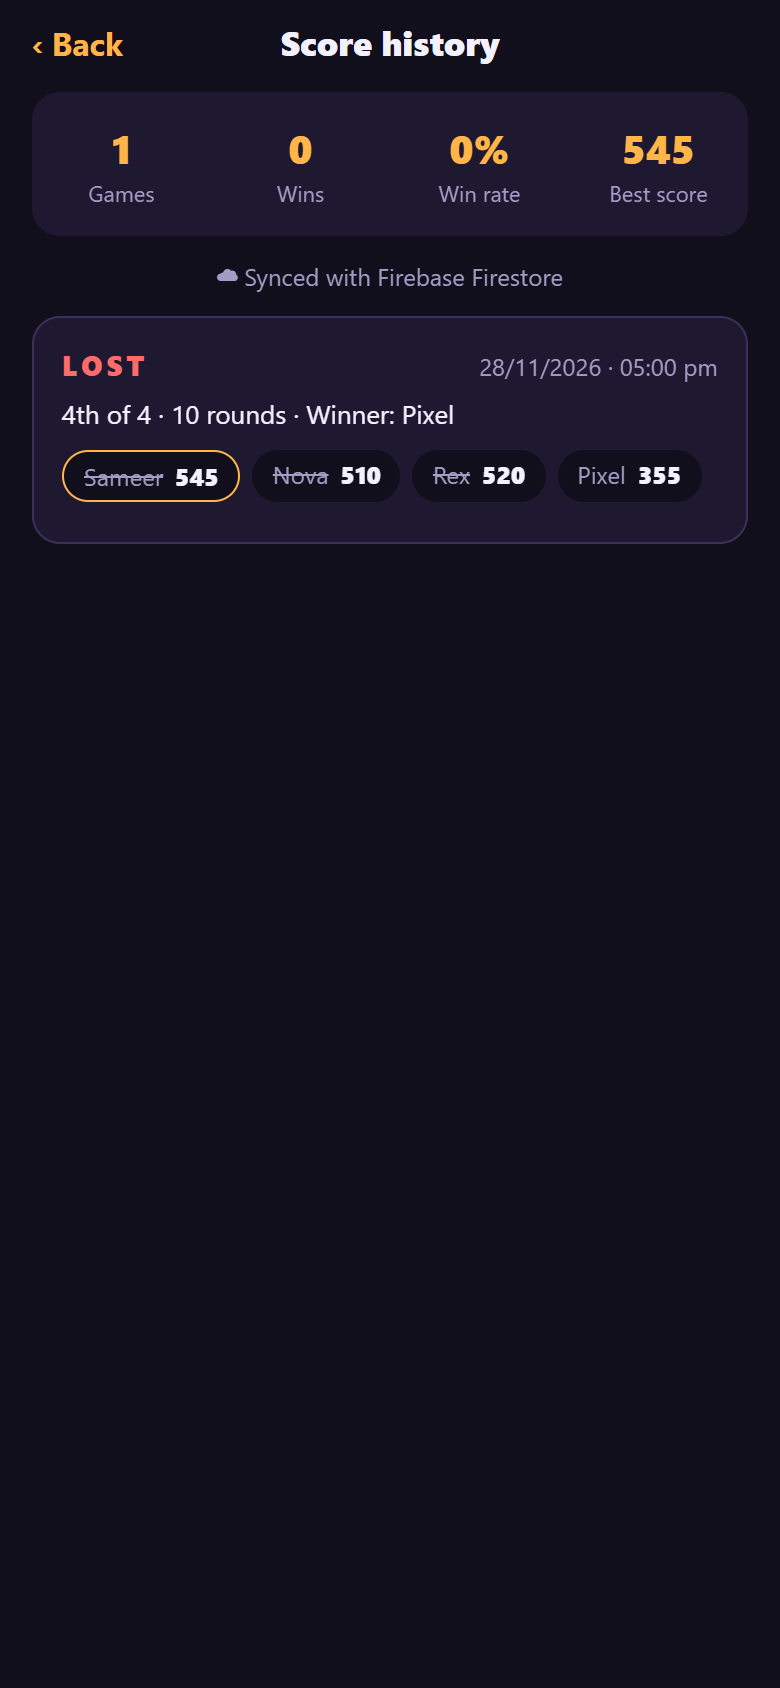 ‹ Back Score history
1 0 0% 545
Games Wins Win rate Best score
Synced with Firebase Firestore
LOST 28/11/2026 · 05:00 pm
4th of 4 · 10 rounds · Winner: Pixel
Sameer 545 Nova 510 Rex 520 Pixel 355